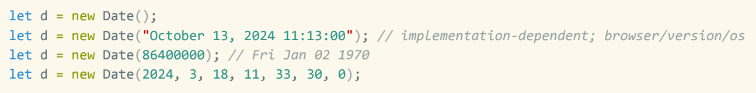 let d = new Date();
let d = new Date("October 13, 2024 11:13:00"); // implementation-dependent; browser/version/os
let d = new Date(86400000); // Fri Jan 02 1970
let d = new Date(2024, 3, 18, 11, 33, 30, 0);